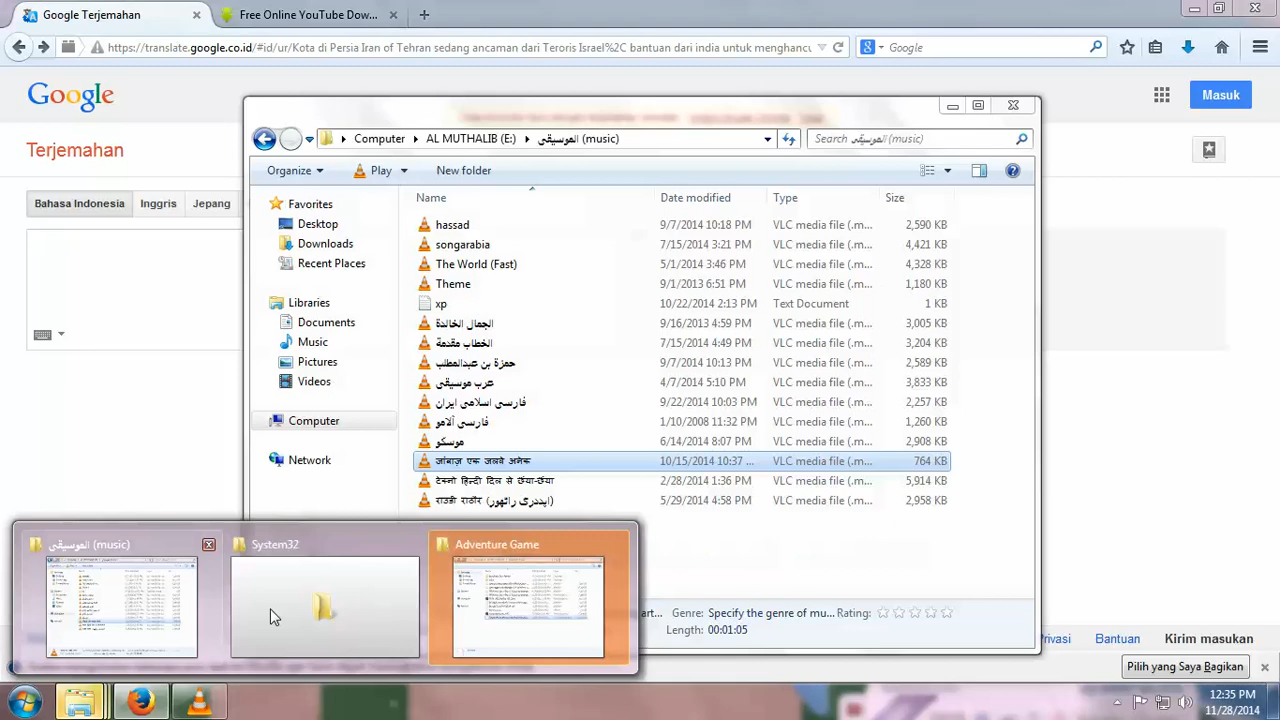 Google Terjemahan
Free Online YouTube Dow...
https://translate.google.co.id/#id/ur/Kota di Persia Iran of Tehran sedang ancaman dari Teroris Israel%2C bantuan dari india untuk menghancu
Google
Google
Masuk
Terjemahan
Bahasa Indonesia
Inggris
Jepang
Computer
AL MUTHALIB (E:)
الموسيقى (music)
Search الموسيقى (music)
Organize
Play
New folder
Name
Date modified
Type
Size
Favorites
Desktop
Downloads
Recent Places
Libraries
Documents
Music
Pictures
Videos
Computer
Network
hassad 9/7/2014 10:18 PM VLC media file (.m... 2,590 KB
songarabia 7/15/2014 3:21 PM VLC media file (.m... 4,421 KB
The World (Fast) 5/1/2014 3:46 PM VLC media file (.m... 4,328 KB
Theme 9/1/2013 6:51 PM VLC media file (.m... 1,180 KB
xp 10/22/2014 2:13 PM Text Document 1 KB
الجمال الخالدة 9/16/2013 4:59 PM VLC media file (.m... 3,005 KB
الخطاب مقدمة 7/15/2014 4:49 PM VLC media file (.m... 3,204 KB
حمزة بن عبدالمطلب 9/7/2014 10:13 PM VLC media file (.m... 2,589 KB
عرب موسيقى 4/7/2014 5:10 PM VLC media file (.m... 3,833 KB
فارسی اسلامی ایران 9/22/2014 10:03 PM VLC media file (.m... 2,257 KB
فارسی آلاهو 1/10/2008 11:32 PM VLC media file (.m... 1,260 KB
موسكو 6/14/2014 8:07 PM VLC media file (.m... 2,908 KB
जांबाज़ एक जलवे अनेक 10/15/2014 10:37 ... VLC media file (.m... 764 KB
टेस्नो हिन्दी दिल से छैंया-छैंया 2/28/2014 1:36 PM VLC media file (.m... 5,914 KB
5/29/2014 4:58 PM VLC media file (.m... 2,958 KB
الموسيقى (music)
System32
Adventure Game
art...
Genre: Specify the genre of mu...
Rating:
Length: 00:01:05
Privasi
Bantuan
Kirim masukan
Pilih yang Saya Bagikan
12:35 PM
11/28/2014